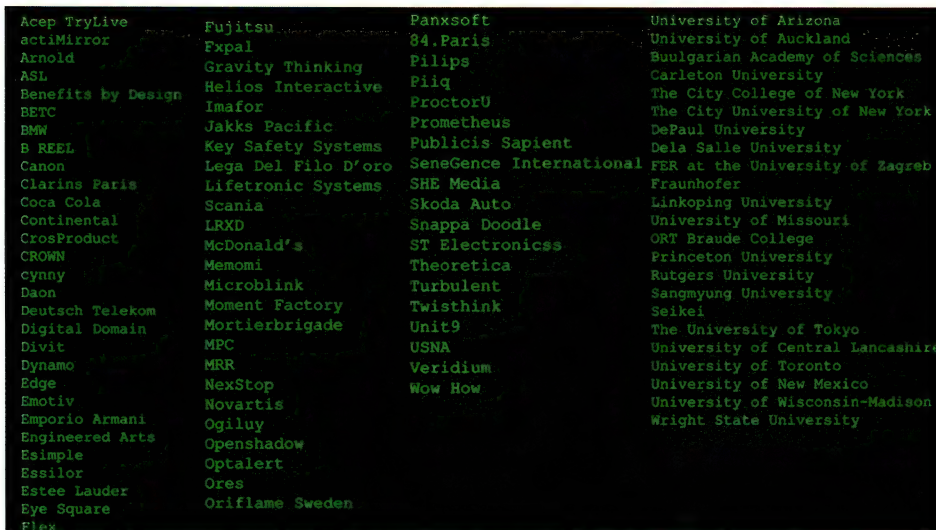 Acep TryLive
actiMirror
Arnold
ASL
Benefits by Design
BETC
BMW
B REEL
Canon
Clarins Paris
Coca Cola
Continental
CrosProduct
CROWN
cynny
Daon
Deutsch Telekom
Digital Domain
Divit
Dynamo
Edge
Emotiv
Emporio Armani
Engineered Arts
Esimple
Essilor
Estee Lauder
Eye Square
Flex
Fujitsu
Fxpal
Gravity Thinking
Helios Interactive
Imafor
Jakks Pacific
Key Safety Systems
Lega Del Filo D'oro
Lifetronic Systems
Scania
LRXD
McDonald's
Memomi
Microblink
Moment Factory
Mortierbrigade
MPC
MRR
NexStop
Novartis
Ogiluy
Openshadow
Optalert
Ores
Oriflame Sweden
Panxsoft
84.Paris
Pilips
Piiq
ProctorU
Prometheus
Publicis Sapient
SeneGence International
SHE Media
Skoda Auto
Snappa Doodle
ST Electronicss
Theoretica
Turbulent
Twisthink
Unit9
USNA
Veridium
Wow How
University of Arizona
University of Auckland
Buulgarian Academy of Sciences
Carleton University
The City College of New York
The City University of New York
DePaul University
Dela Salle University
FER at the University of Zagreb
Fraunhofer
Linkoping University
University of Missouri
ORT Braude College
Princeton University
Rutgers University
Sangmyung University
Seikei
The University of Tokyo
University of Central Lancashire
University of Toronto
University of New Mexico
University of Wisconsin-Madison
Wright State University